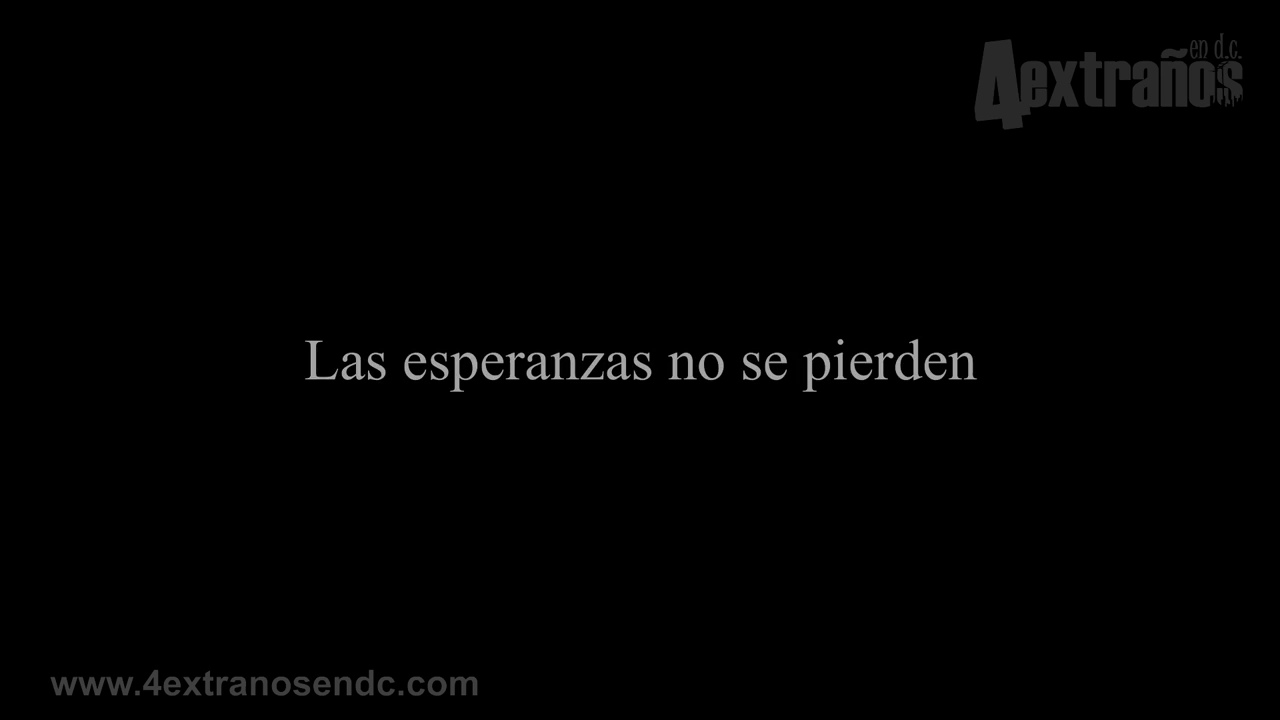 en d.c.
4extraños
Las esperanzas no se pierden
www.4extranosendc.com